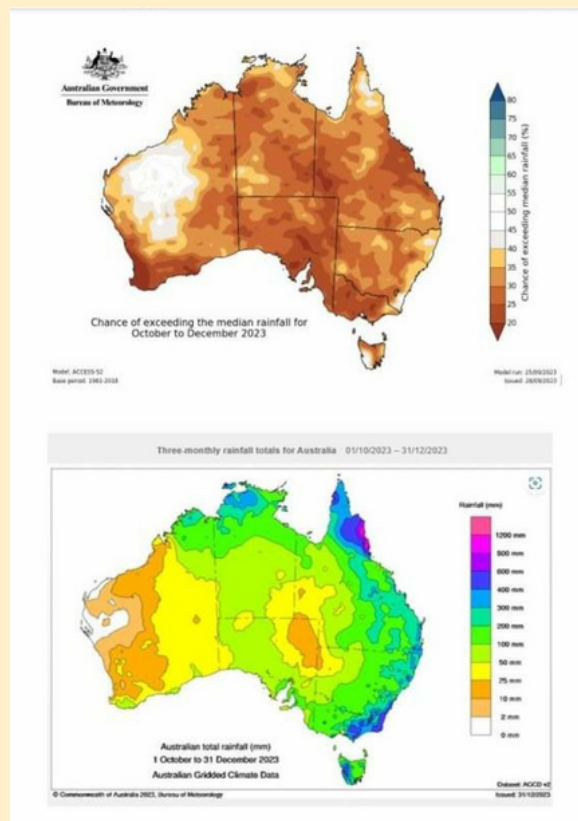 Australian Government
Bureau of Meteorology
80
75
70
65
60
55
50
45
40
35
30
25
20
Chance of exceeding median rainfall (%)
Chance of exceeding the median rainfall for
October to December 2023
Model: ACCESS-S2
Base period: 1981-2018
Model run: 25/09/2023
Issued: 28/09/2023
Three-monthly rainfall totals for Australia 01/10/2023 – 31/12/2023
Rainfall (mm)
1200 mm
800 mm
600 mm
400 mm
300 mm
200 mm
100 mm
50 mm
25 mm
10 mm
2 mm
0 mm
Australian total rainfall (mm)
1 October to 31 December 2023
Australian Gridded Climate Data
© Commonwealth of Australia 2023, Bureau of Meteorology
Dataset: AGCD v2
Issued: 31/12/2023